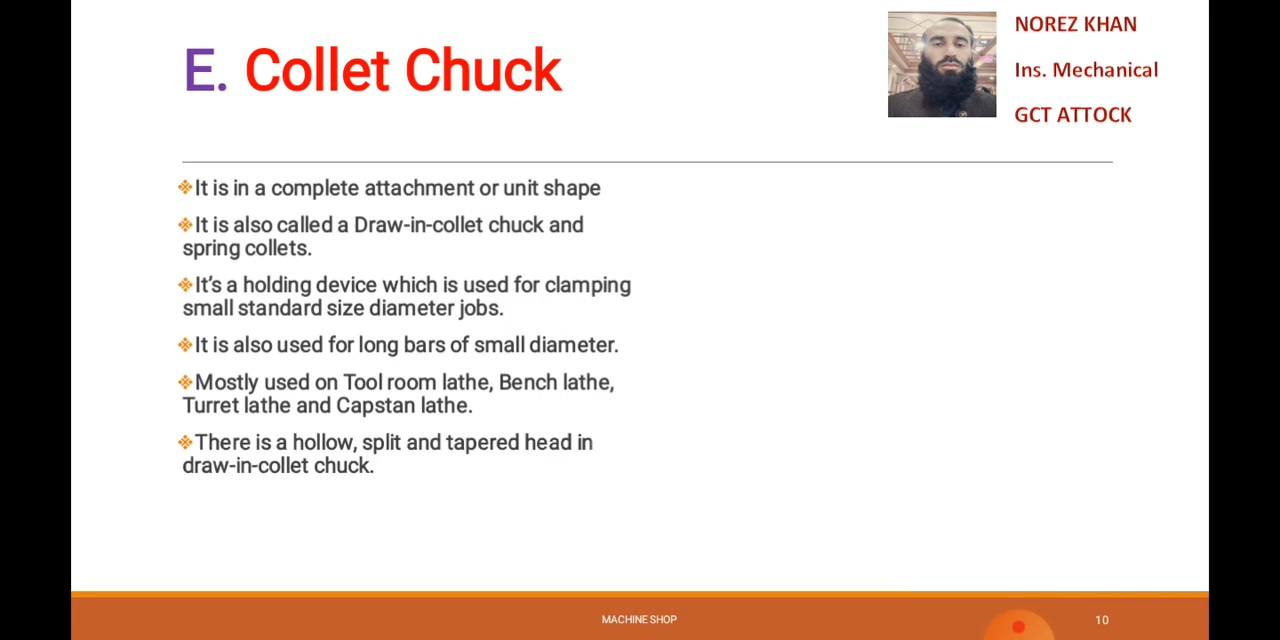 E. Collet Chuck
NOREZ KHAN
Ins. Mechanical
GCT ATTOCK
❖It is in a complete attachment or unit shape
❖It is also called a Draw-in-collet chuck and
spring collets.
❖It's a holding device which is used for clamping
small standard size diameter jobs.
❖It is also used for long bars of small diameter.
❖Mostly used on Tool room lathe, Bench lathe,
Turret lathe and Capstan lathe.
❖There is a hollow, split and tapered head in
draw-in-collet chuck.
MACHINE SHOP
10